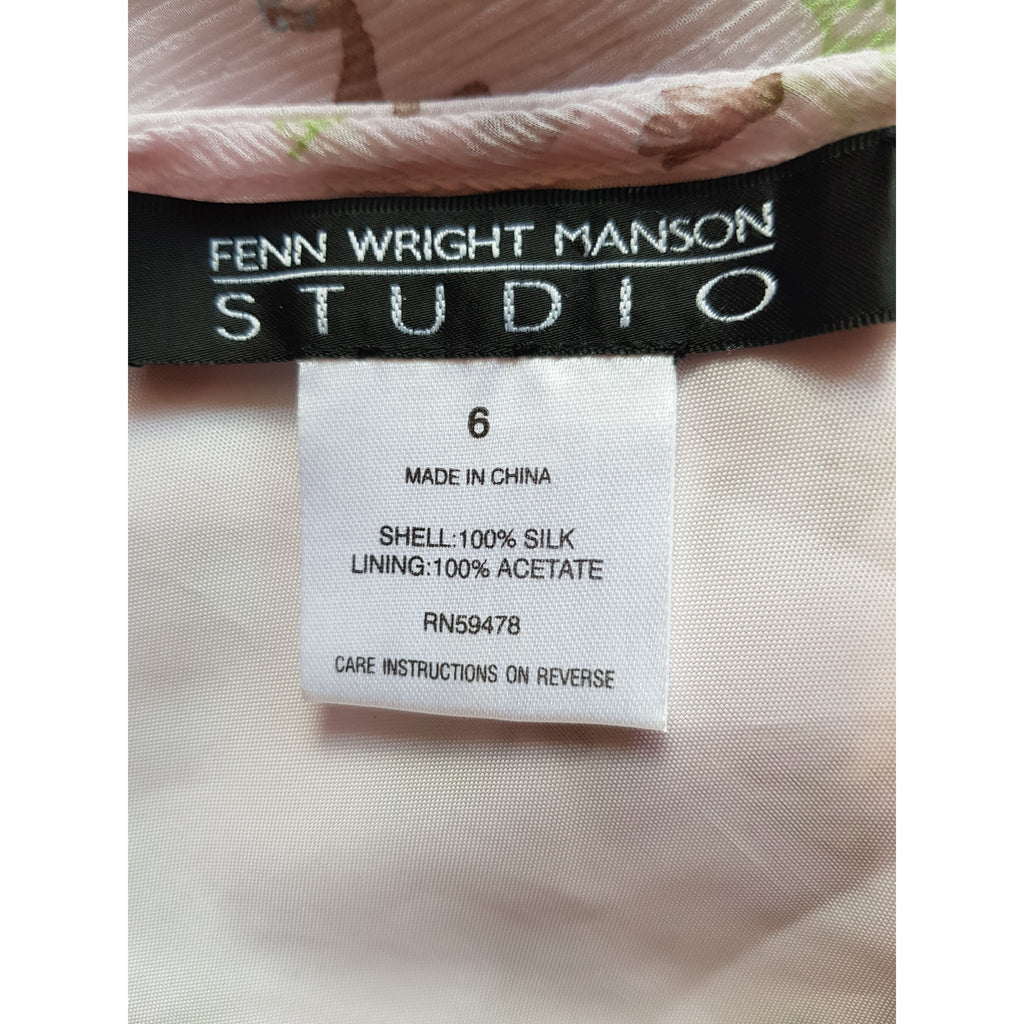 FENN WRIGHT MANSON
STUDIO
6
MADE IN CHINA
SHELL:100% SILK
LINING:100% ACETATE
RN59478
CARE INSTRUCTIONS ON REVERSE